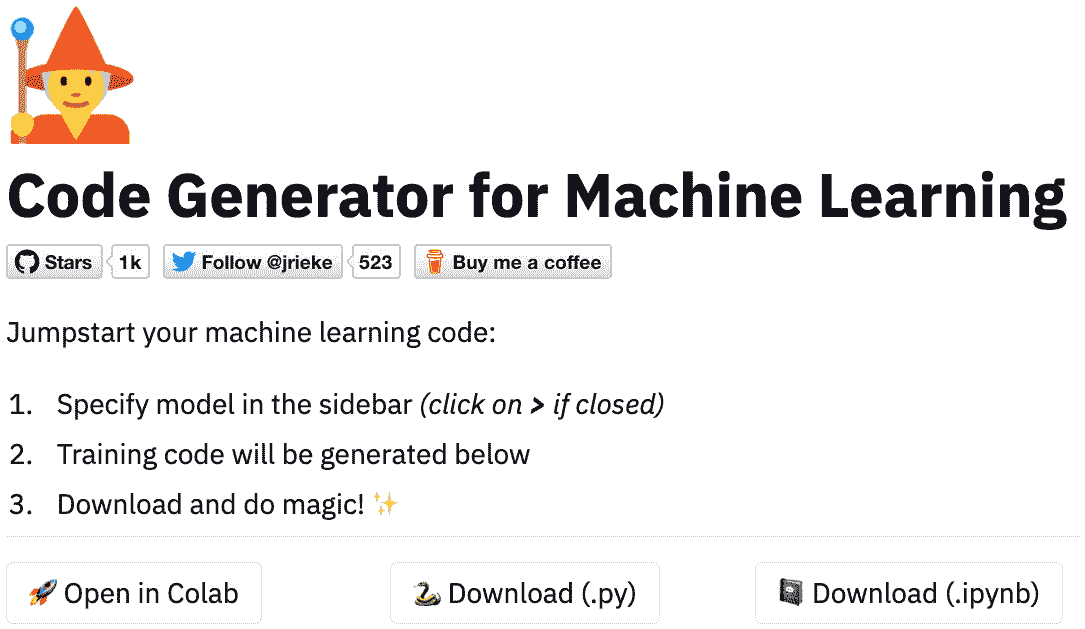 Code Generator for Machine Learning
Stars 1k Follow @jrieke 523 Buy me a coffee
Jumpstart your machine learning code:
1. Specify model in the sidebar (click on > if closed)
2. Training code will be generated below
3. Download and do magic! ✨
Open in Colab Download (.py) Download (.ipynb)